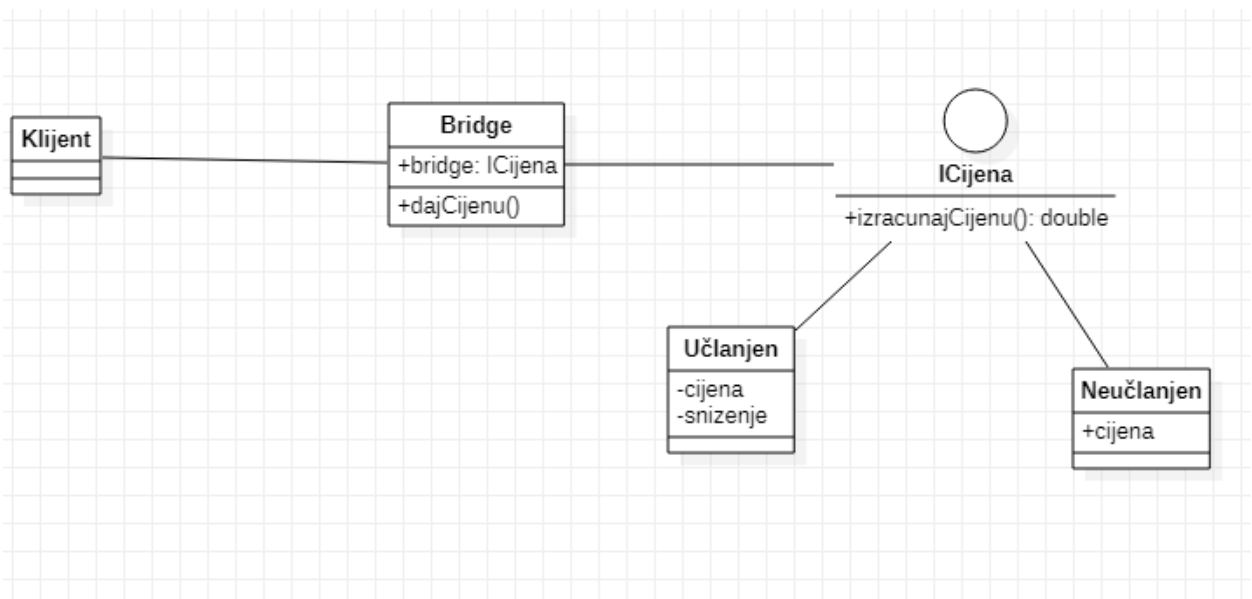 Klijent
Bridge
+bridge: ICijena
+dajCijenu()
ICijena
+izracunajCijenu(): double
Učlanjen
-cijena
-snizenje
Neučlanjen
+cijena